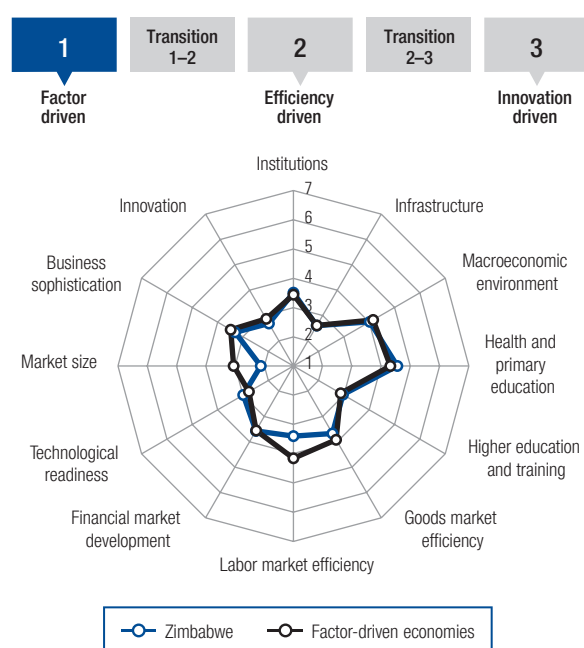 1
Transition
1–2
2
Transition
2–3
3
Factor
driven
Efficiency
driven
Innovation
driven
Institutions
Infrastructure
Macroeconomic
environment
Health and
primary
education
Higher education
and training
Goods market
efficiency
Labor market efficiency
Financial market
development
Technological
readiness
Market size
Business
sophistication
Innovation
7
6
5
4
3
2
1
Zimbabwe
Factor-driven economies